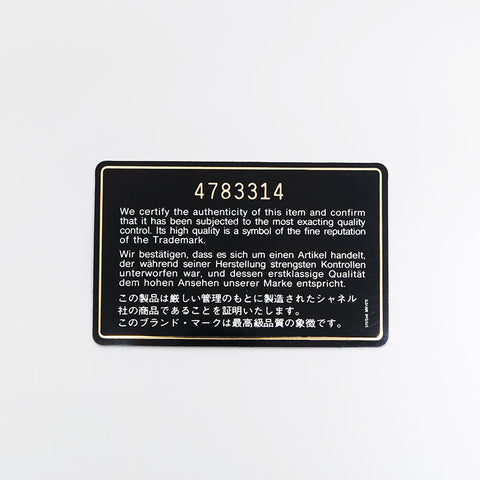 4783314
We certify the authenticity of this item and confirm
that it has been subjected to the most exacting quality
control. Its high quality is a symbol of the fine reputation
of the Trademark.
Wir bestätigen, dass es sich um einen Artikel handelt,
der während seiner Herstellung strengsten Kontrollen
unterworfen war, und dessen erstklassige Qualität
dem hohen Ansehen unserer Marke entspricht.
この製品は厳しい管理のもとに製造されたシャネル
社の商品であることを証明いたします。
このブランド・マークは最高級品質の象徴です。